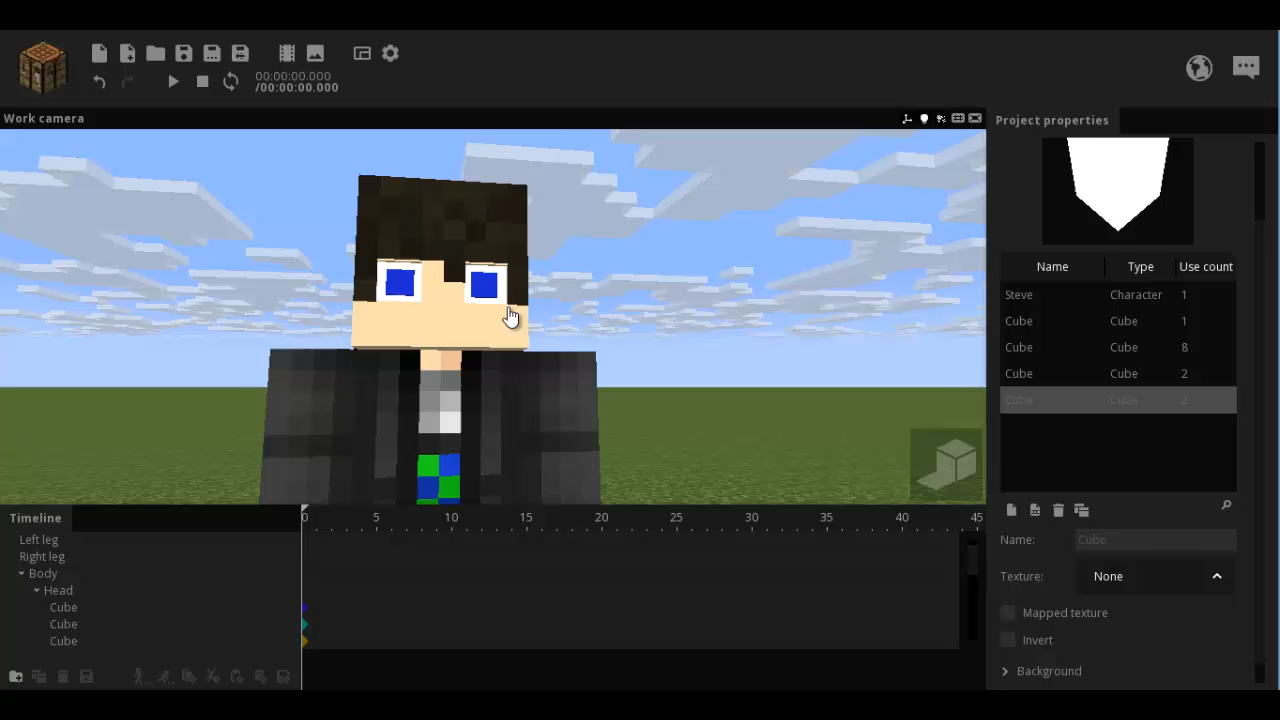 00:00:00.000
/00:00:00.000
Work camera
Project properties
Name Type Use count
Steve Character 1
Cube Cube 1
Cube Cube 8
Cube Cube 2
Cube Cube 2
Name: Cube
Texture: None
Mapped texture
Invert
Background
Timeline
0 5 10 15 20 25 30 35 40 45
Left leg
Right leg
Body
Head
Cube
Cube
Cube